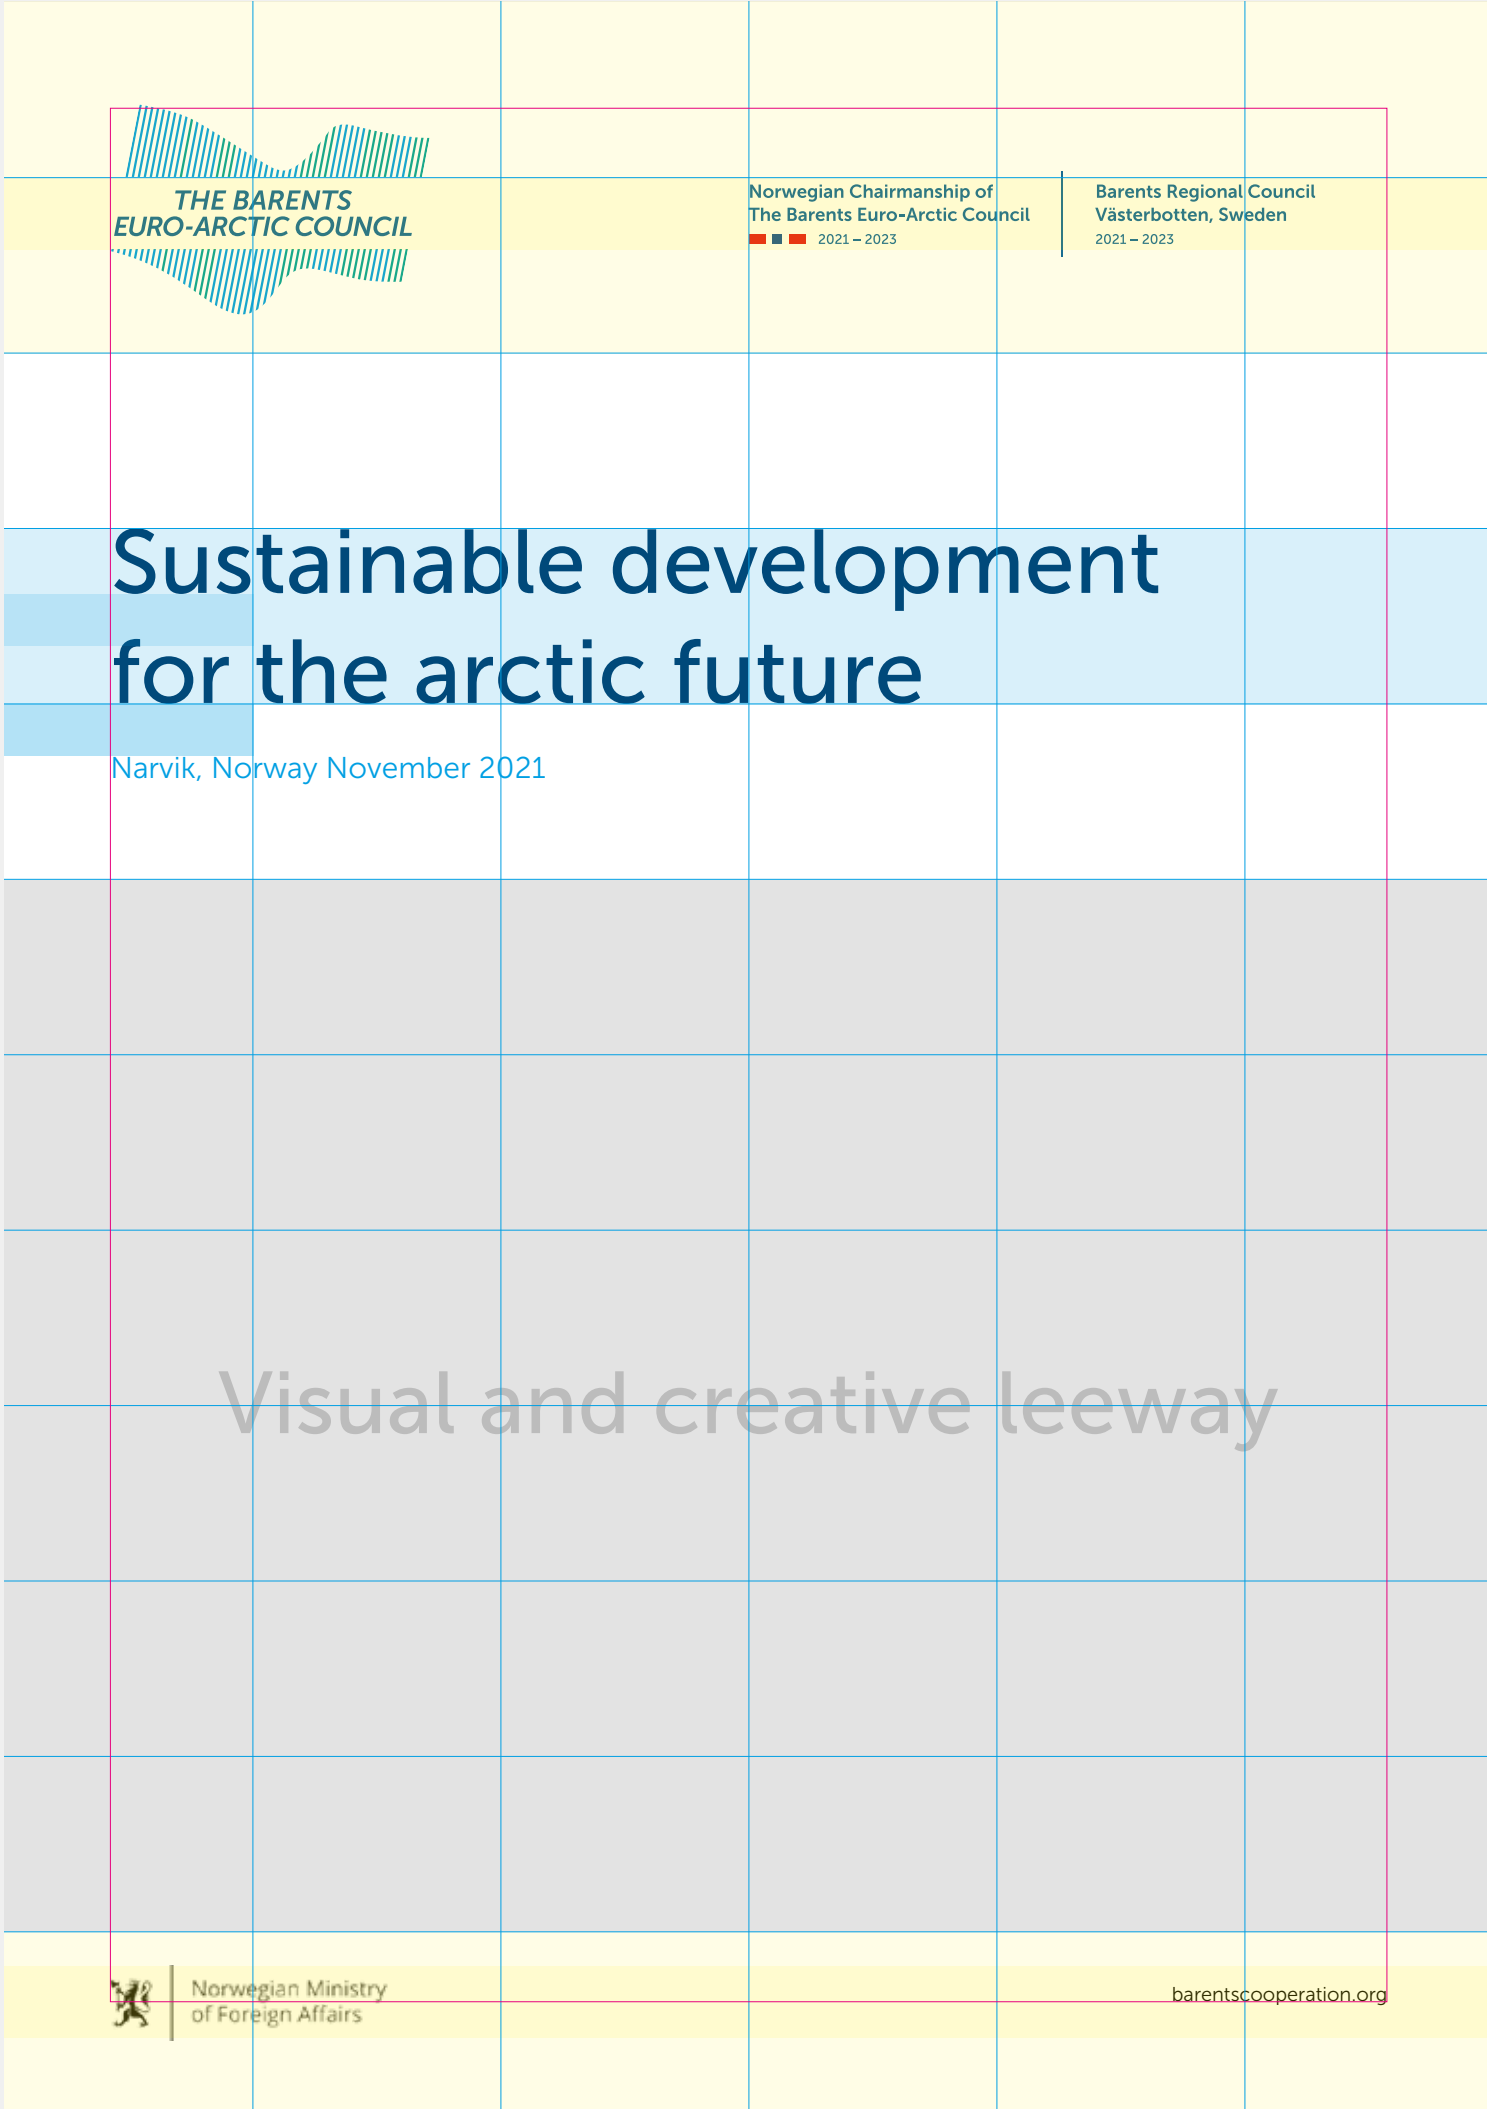 THE BARENTS
EURO-ARCTIC COUNCIL
Norwegian Chairmanship of
The Barents Euro-Arctic Council
2021 – 2023
Barents Regional Council
Västerbotten, Sweden
2021 – 2023
Sustainable development
for the arctic future
Narvik, Norway November 2021
Visual and creative leeway
Norwegian Ministry
of Foreign Affairs
barentscooperation.org